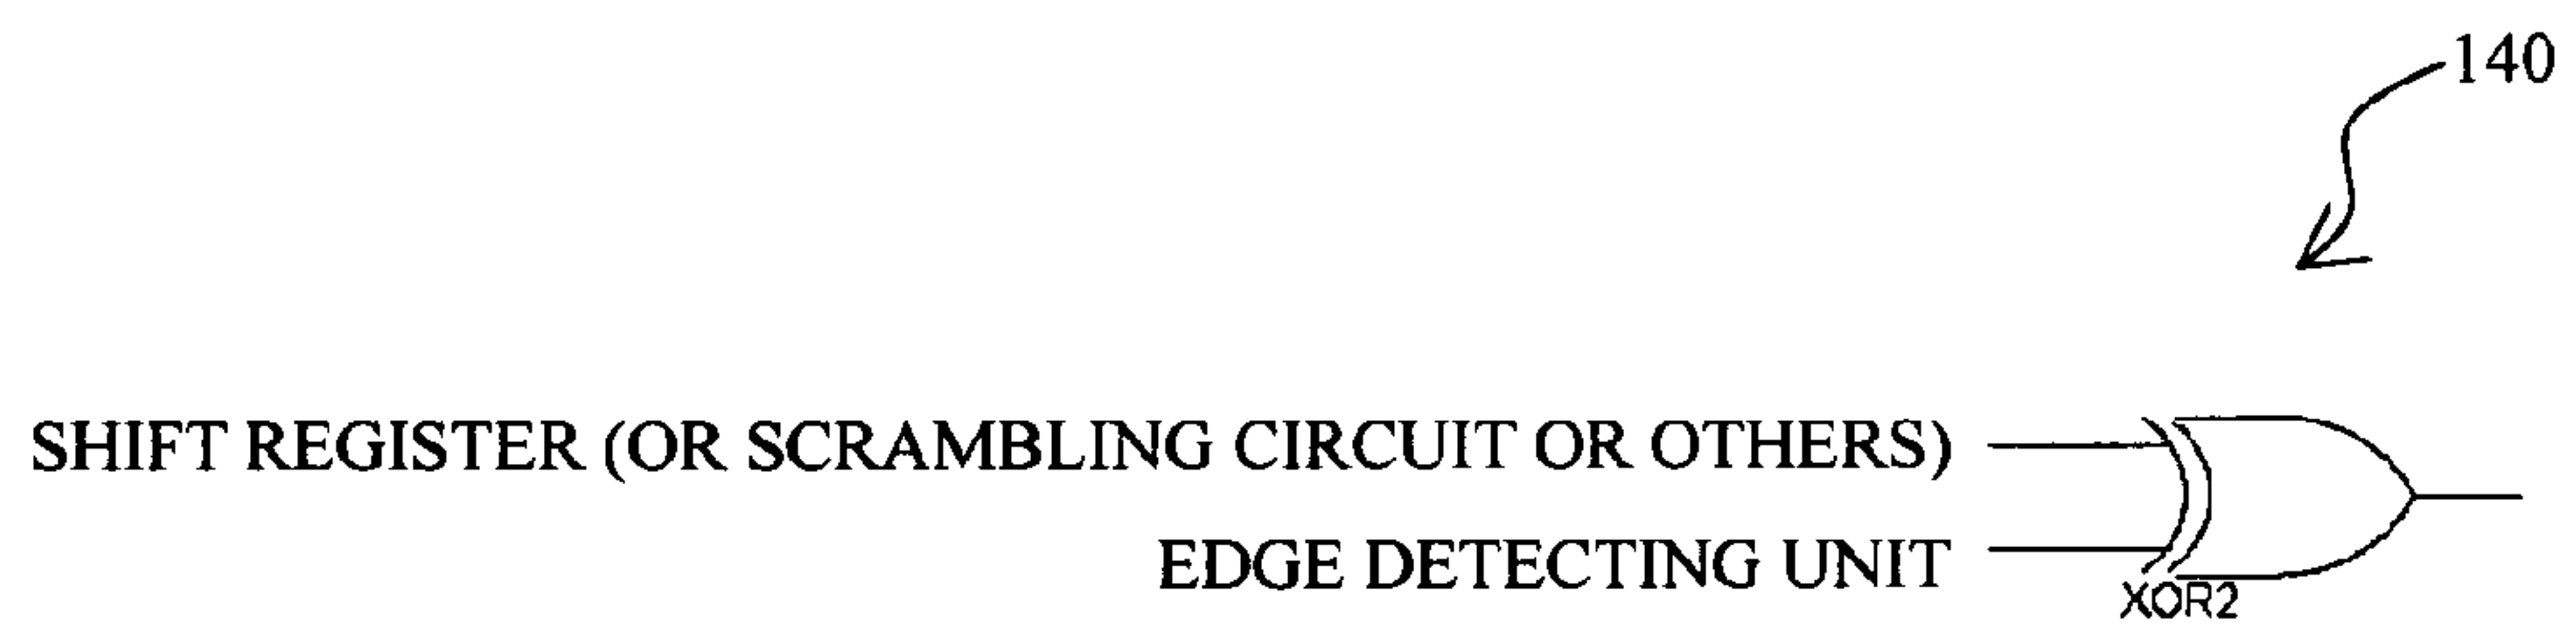 140
SHIFT REGISTER (OR SCRAMBLING CIRCUIT OR OTHERS)
EDGE DETECTING UNIT
XOR2